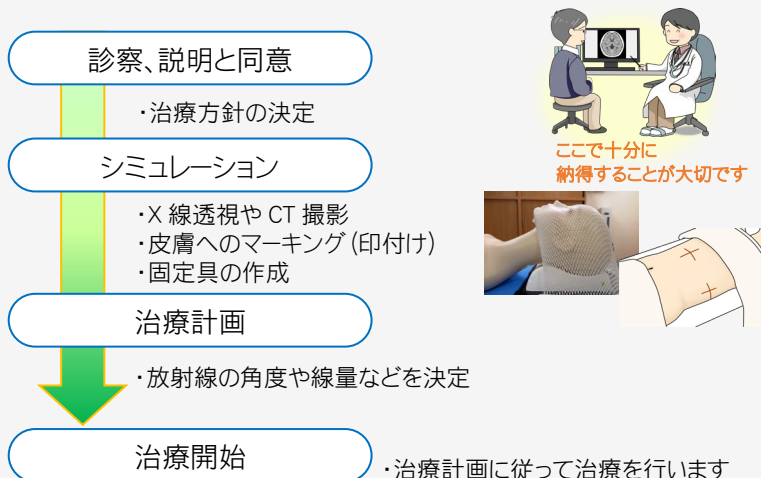 診察、説明と同意
・治療方針の決定
ここで十分に
納得することが大切です
シミュレーション
・X 線透視や CT 撮影
・皮膚へのマーキング(印付け)
・固定具の作成
治療計画
・放射線の角度や線量などを決定
治療開始
・治療計画に従って治療を行います